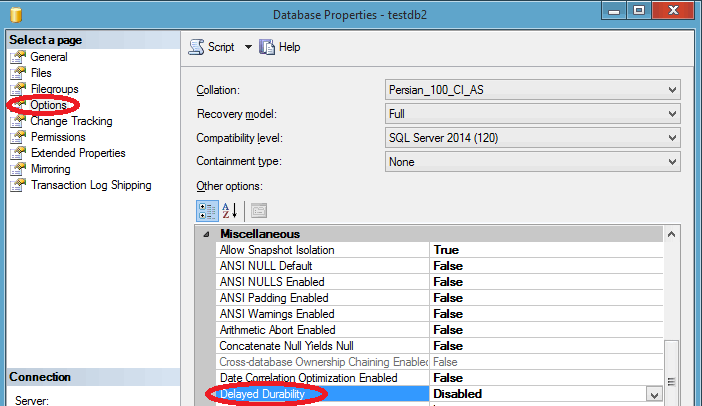 Database Properties - testdb2
Select a page
General
Files
Filegroups
Options
Change Tracking
Permissions
Extended Properties
Mirroring
Transaction Log Shipping
Connection
Server:
Script Help
Collation: Persian_100_CI_AS
Recovery model: Full
Compatibility level: SQL Server 2014 (120)
Containment type: None
Other options:
Miscellaneous
Allow Snapshot Isolation True
ANSI NULL Default False
ANSI NULLS Enabled False
ANSI Padding Enabled False
ANSI Warnings Enabled False
Arithmetic Abort Enabled False
Concatenate Null Yields Null False
Cross-database Ownership Chaining Enabled False
Date Correlation Optimization Enabled False
Delayed Durability Disabled